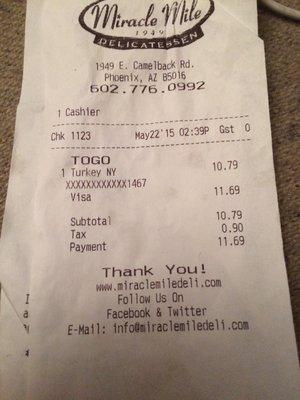 Miracle Mile
1949
DELICATESSEN
1949 E. Camelback Rd.
Phoenix, AZ 85016
602.776.0992
1 Cashier
Chk 1123 May22'15 02:39P Gst 0
TOGO
1 Turkey NY 10.79
XXXXXXXXXXXX1467
Visa 11.69
Subtotal 10.79
Tax 0.90
Payment 11.69
Thank You!
www.miraclemiledeli.com
Follow Us On
Facebook & Twitter
E-Mail: info@miraclemiledeli.com